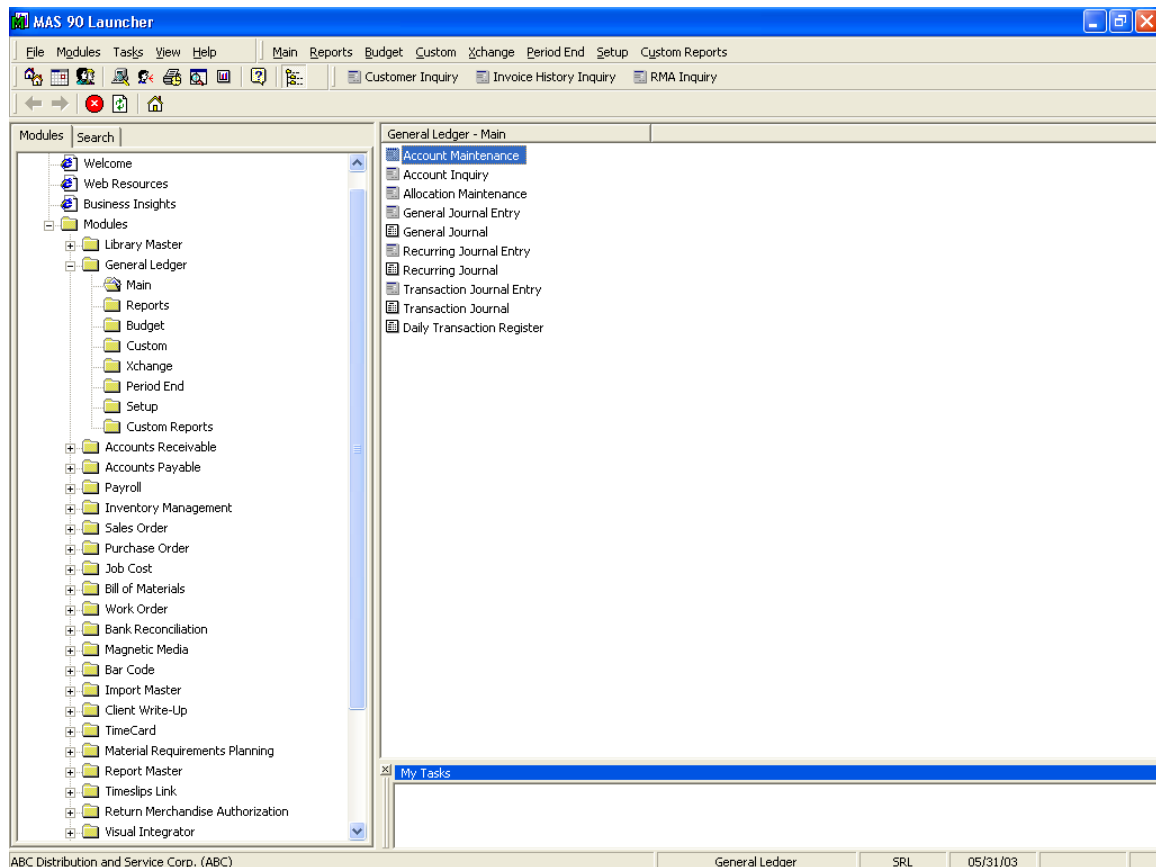 MAS 90 Launcher
File Modules Tasks View Help Main Reports Budget Custom Xchange Period End Setup Custom Reports
Customer Inquiry Invoice History Inquiry RMA Inquiry
Modules Search
Welcome
Web Resources
Business Insights
Modules
Library Master
General Ledger
Main
Reports
Budget
Custom
Xchange
Period End
Setup
Custom Reports
Accounts Receivable
Accounts Payable
Payroll
Inventory Management
Sales Order
Purchase Order
Job Cost
Bill of Materials
Work Order
Bank Reconciliation
Magnetic Media
Bar Code
Import Master
Client Write-Up
TimeCard
Material Requirements Planning
Report Master
Timeslips Link
Return Merchandise Authorization
Visual Integrator
General Ledger - Main
Account Maintenance
Account Inquiry
Allocation Maintenance
General Journal Entry
General Journal
Recurring Journal Entry
Recurring Journal
Transaction Journal Entry
Transaction Journal
Daily Transaction Register
My Tasks
ABC Distribution and Service Corp. (ABC) General Ledger SRL 05/31/03